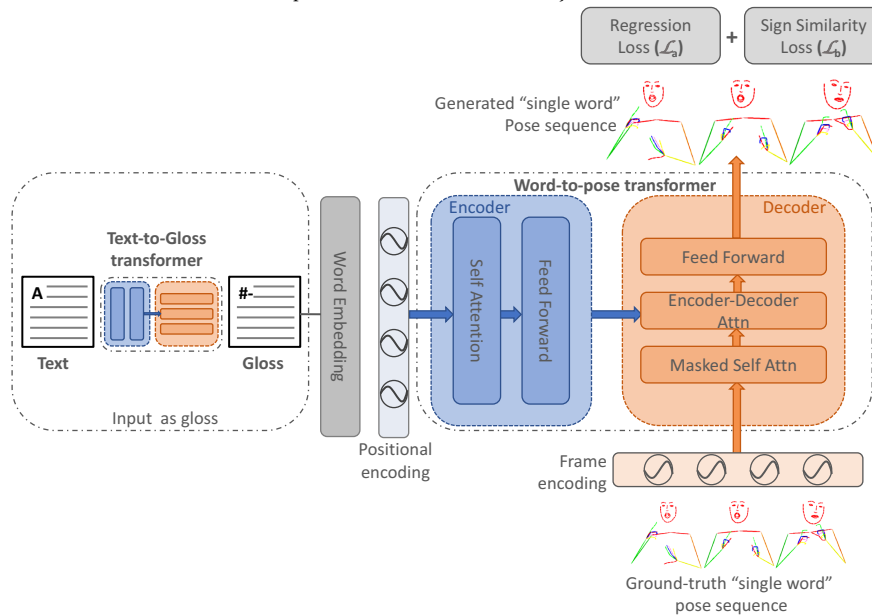 Regression
Loss (ℒa)
+
Sign Similarity
Loss (ℒb)
Generated “single word”
Pose sequence
Word-to-pose transformer
Encoder
Decoder
Text-to-Gloss
transformer
A
#-
Text
Gloss
Input as gloss
Word Embedding
Positional
encoding
Self Attention
Feed Forward
Feed Forward
Encoder-Decoder
Attn
Masked Self Attn
Frame
encoding
Ground-truth “single word”
pose sequence